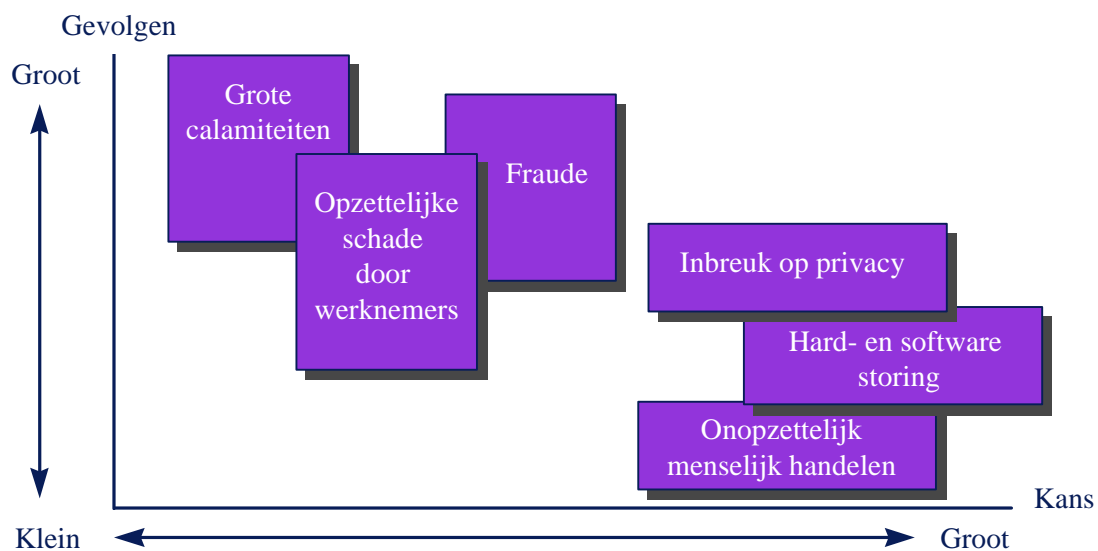 Gevolgen
Groot
Grote
calamiteiten
Fraude
Opzettelijke
schade
door
werknemers
Inbreuk op privacy
Hard- en software
storing
Onopzettelijk
menselijk handelen
Kans
Klein
Groot